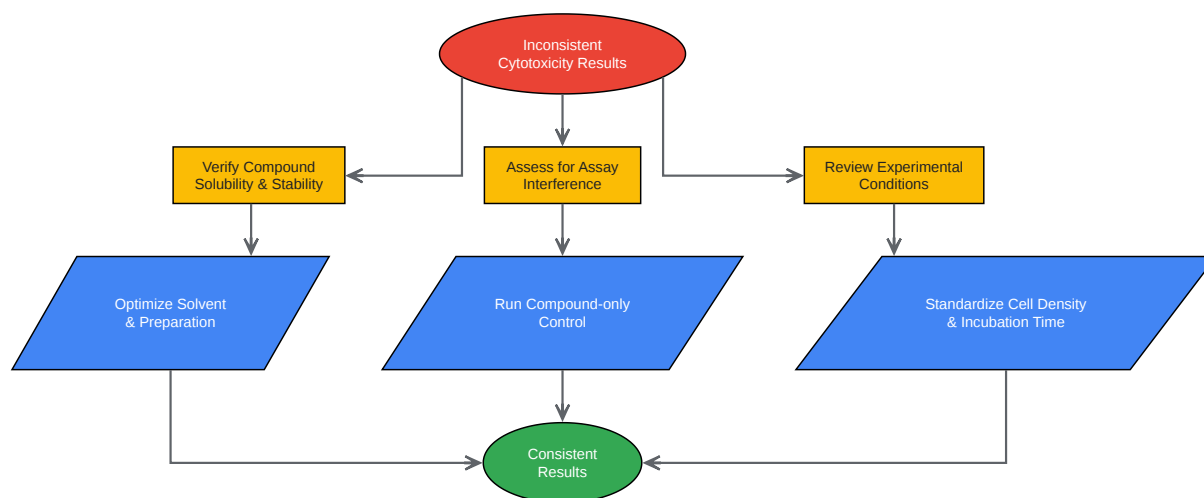 Inconsistent
Cytotoxicity Results
Verify Compound
Solubility & Stability
Assess for Assay
Interference
Review Experimental
Conditions
Optimize Solvent
& Preparation
Run Compound-only
Control
Standardize Cell Density
& Incubation Time
Consistent
Results